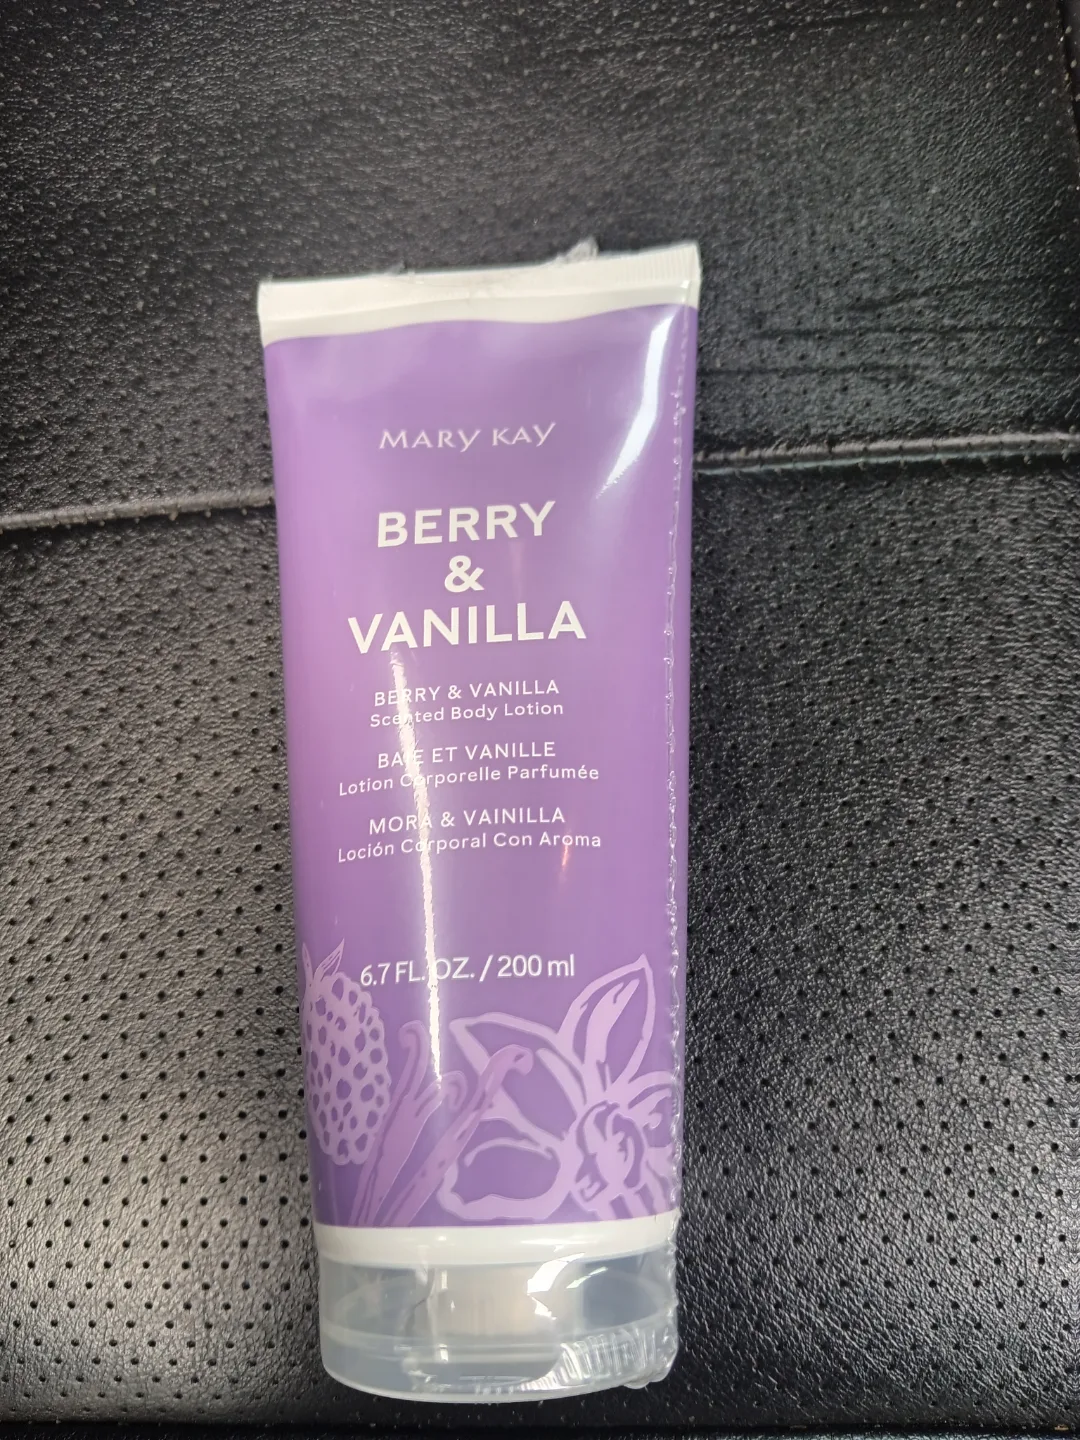 MARY KAY
BERRY
&
VANILLA
BERRY & VANILLA
Scented Body Lotion
BAIE ET VANILLE
Lotion Corporelle Parfumée
MORA & VAINILLA
Loción Corporal Con Aroma
6.7 FL. OZ. / 200 ml